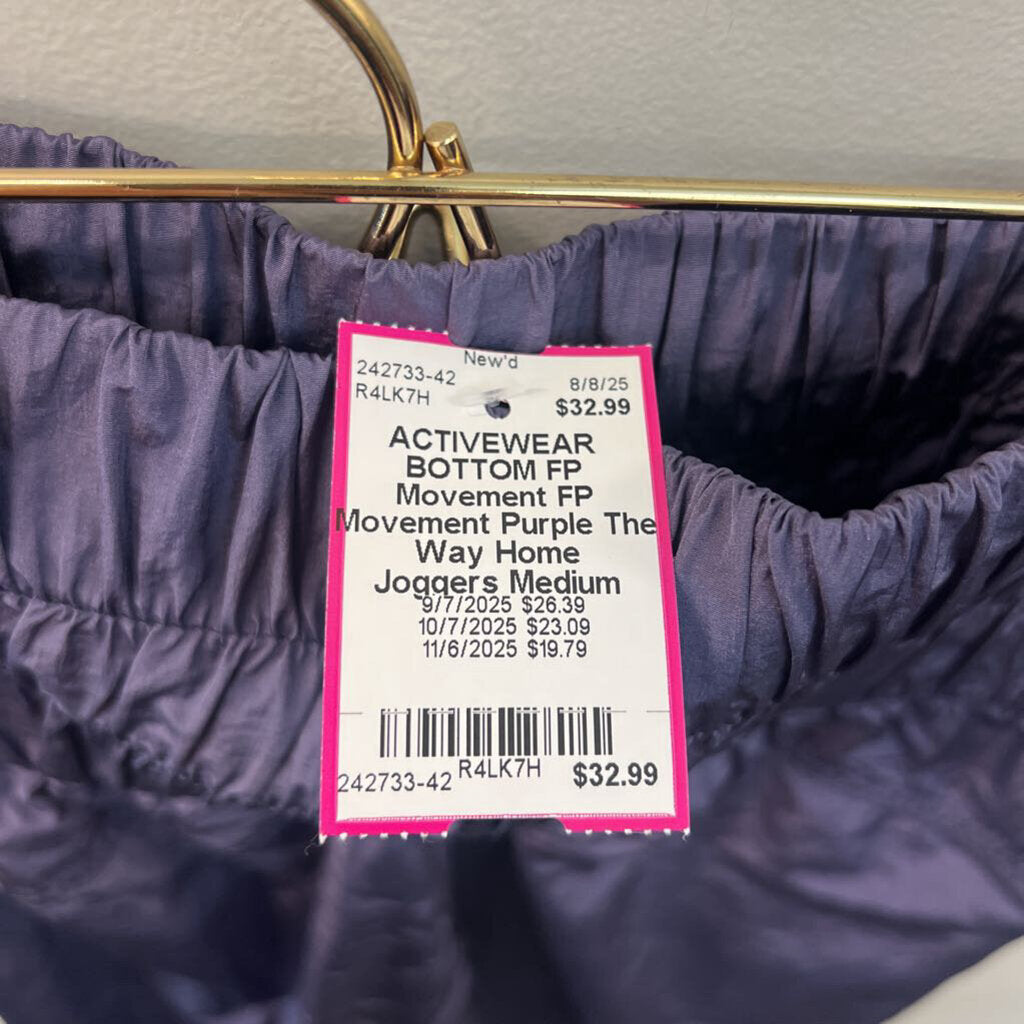 New'd
242733-42 8/8/25
R4LK7H $32.99
ACTIVEWEAR
BOTTOM FP
Movement FP
Movement Purple The
Way Home
Joggers Medium
9/7/2025 $26.39
10/7/2025 $23.09
11/6/2025 $19.79
242733-42 R4LK7H $32.99